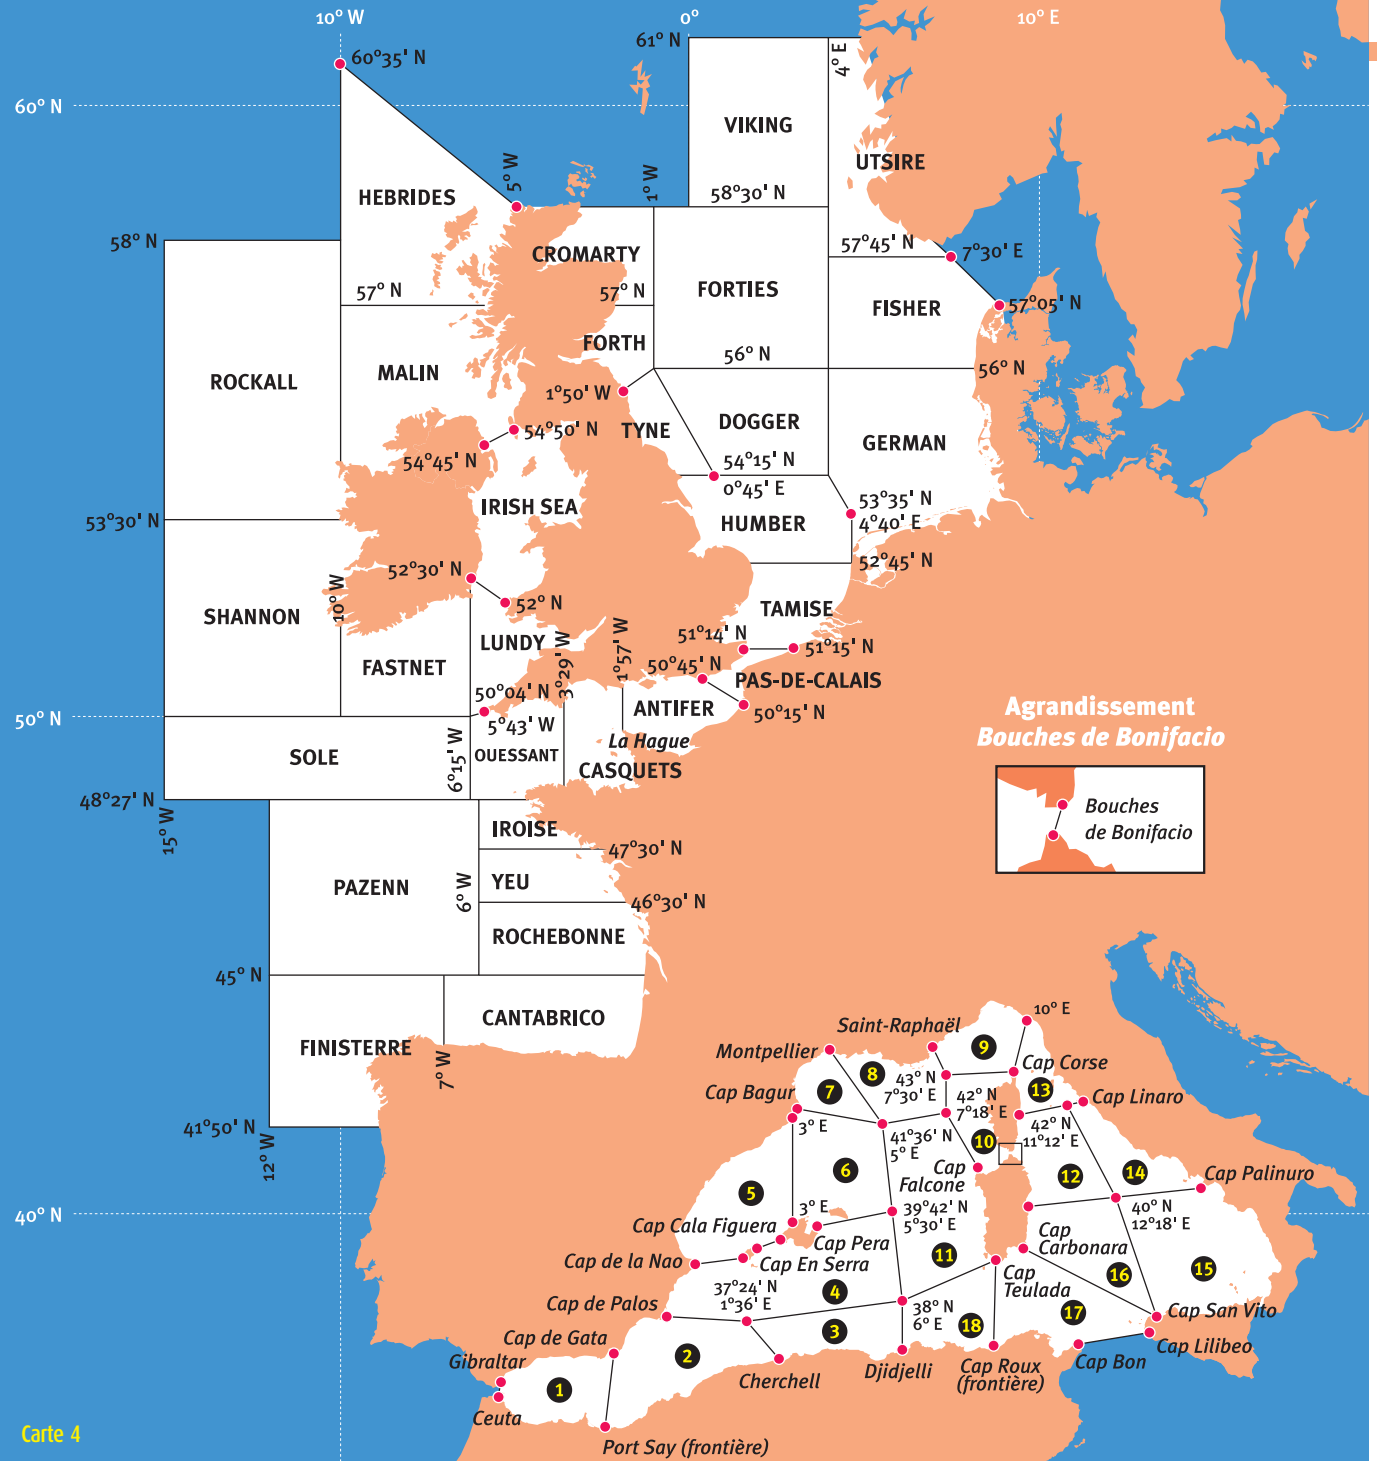 10° W
0°
10° E
61° N
4° E
60°35' N
60° N
VIKING
UTSIRE
5° W
1° W
HEBRIDES
58°30' N
58° N
CROMARTY
57°45' N
7°30' E
57° N
57° N
FORTIES
FISHER
57°05' N
FORTH
56° N
56° N
ROCKALL
MALIN
1°50' W
TYNE
DOGGER
GERMAN
54°50' N
54°45' N
54°15' N
0°45' E
53°35' N
4°40' E
IRISH SEA
HUMBER
53°30' N
52°45' N
52°30' N
10° W
52° N
SHANNON
TAMISE
LUNDY
3°29' W
1°57' W
51°14' N
51°15' N
FASTNET
50°45' N
PAS-DE-CALAIS
50°04' N
5°43' W
ANTIFER
50°15' N
50° N
La Hague
SOLE
6°15' W
OUESSANT
CASQUETS
48°27' N
15° W
Agrandissement
Bouches de Bonifacio
Bouches
de Bonifacio
IROISE
47°30' N
PAZENN
6° W
YEU
46°30' N
ROCHEBONNE
45° N
CANTABRICO
FINISTERRE
7° W
41°50' N
12° W
40° N
10° E
Saint-Raphaël
9
Montpellier
8
Cap Corse
43° N
7°30' E
7
Cap Bagur
42° N
7°18' E
13
Cap Linaro
3° E
42° N
11°12' E
41°36' N
5° E
10
6
Cap
Falcone
12
14
Cap Palinuro
5
3° E
39°42' N
5°30' E
40° N
12°18' E
Cap Cala Figuera
Cap Pera
Cap
Carbonara
Cap de la Nao
Cap En Serra
11
15
16
Cap
Teulada
37°24' N
1°36' E
4
Cap de Palos
38° N
6° E
17
Cap San Vito
3
18
Cap de Gata
2
Cap Lilibeo
Gibraltar
Cherchell
Djidjelli
Cap Roux
(frontière)
Cap Bon
1
Ceuta
Carte 4
Port Say (frontière)